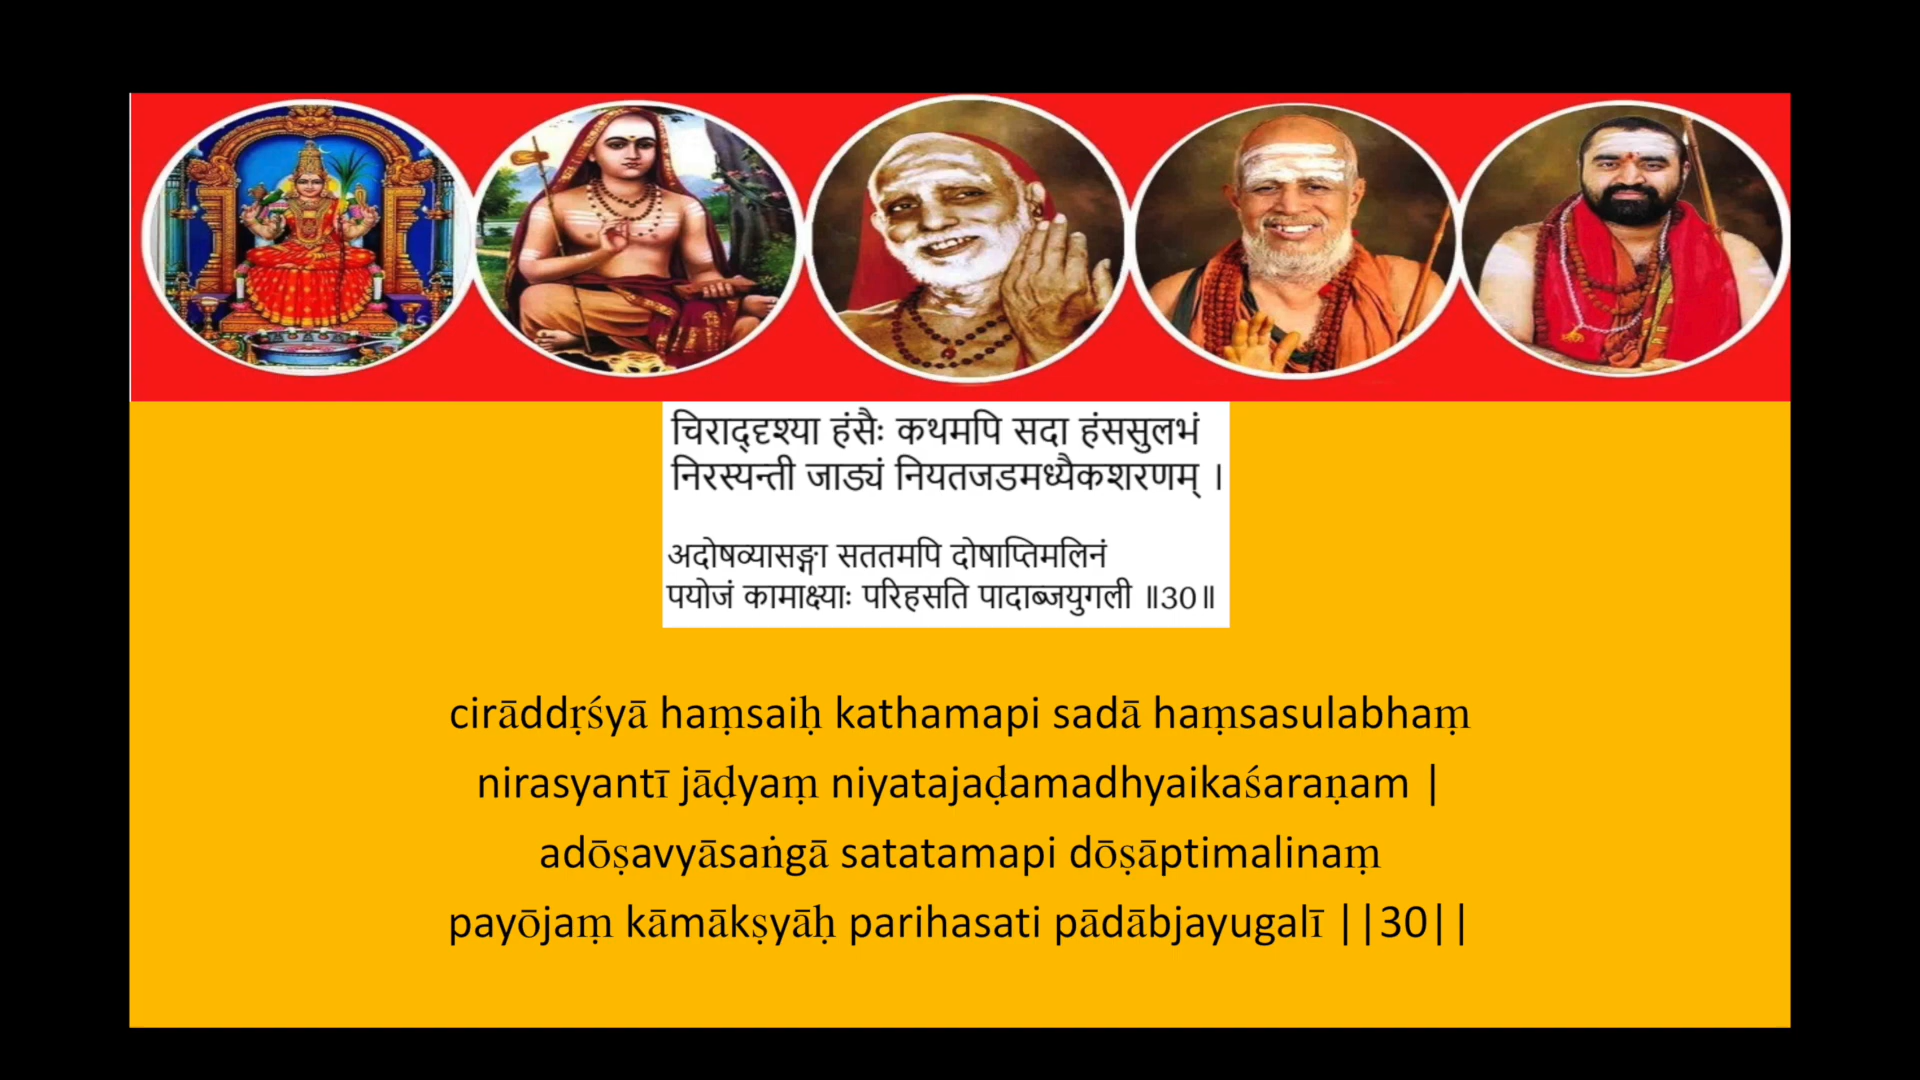 चिराद्दृश्या हंसैः कथमपि सदा हंससुलभं
निरस्यन्ती जाड्यं नियतजडमध्यैकशरणम् ।
अदोषव्यासङ्गा सततमपि दोषाप्तिमलिनं
पयोजं कामाक्ष्याः परिहसति पादाब्जयुगली ॥30॥
cirāddṛśyā haṃsaiḥ kathamapi sadā haṃsasulabhaṃ
nirasyantī jāḍyaṃ niyatajaḍamadhyaikaśaraṇam |
adōṣavyāsaṅgā satatamapi dōṣāptimalinaṃ
payōjaṃ kāmākṣyāḥ parihasati pādābjayugalī ||30||